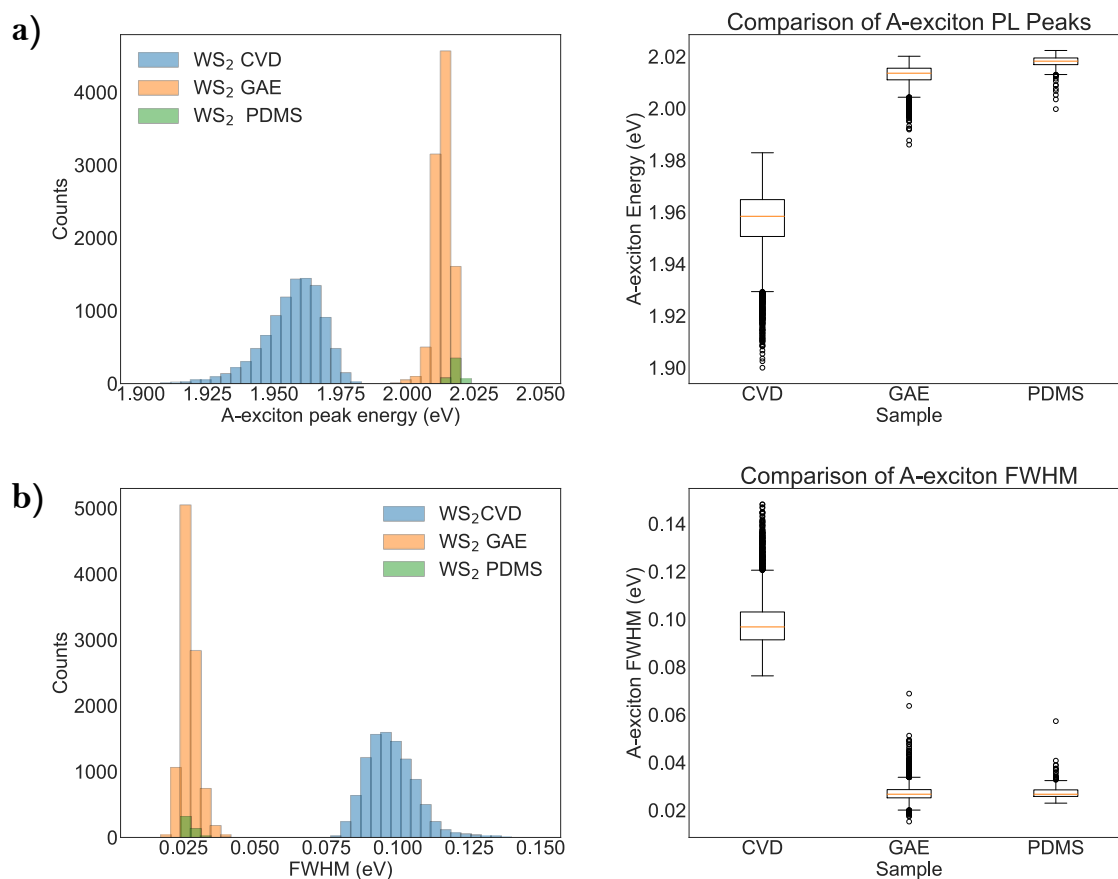 a)
WS₂ CVD
WS₂ GAE
WS₂ PDMS
4000
3000
2000
1000
0
Counts
1.900 1.925 1.950 1.975 2.000 2.025 2.050
A-exciton peak energy (eV)
Comparison of A-exciton PL Peaks
2.02
2.00
1.98
1.96
1.94
1.92
1.90
A-exciton Energy (eV)
CVD GAE PDMS
Sample
b)
WS₂CVD
WS₂ GAE
WS₂ PDMS
5000
4000
3000
2000
1000
0
Counts
0.025 0.050 0.075 0.100 0.125 0.150
FWHM (eV)
Comparison of A-exciton FWHM
0.14
0.12
0.10
0.08
0.06
0.04
0.02
A-exciton FWHM (eV)
CVD GAE PDMS
Sample